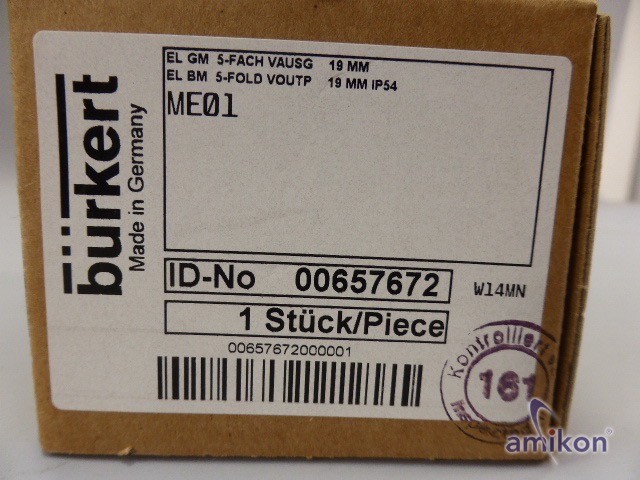 bürkert
Made in Germany
EL GM 5-FACH VAUSG 19 MM
EL BM 5-FOLD VOUTP 19 MM IP54
ME01
ID-No 00657672
W14MN
1 Stück/Piece
00657672000001
Kontrolliert
161
amikon®